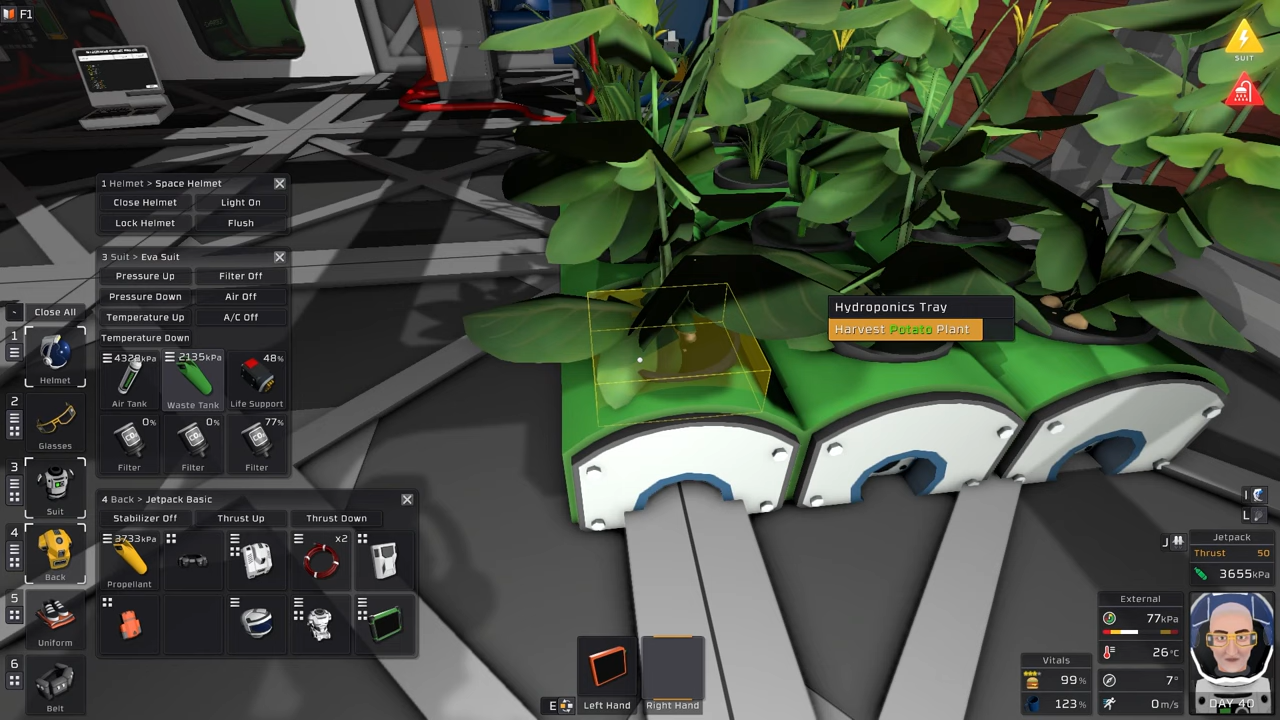 F1
SUIT
1 Helmet > Space Helmet
Close Helmet Light On
Lock Helmet Flush
3 Suit > Eva Suit
Pressure Up Filter Off
Pressure Down Air Off
Temperature Up A/C Off
Temperature Down
4328kPa 2135kPa 48%
Air Tank Waste Tank Life Support
0% 0% 77%
Filter Filter Filter
- Close All
1 Helmet
2 Glasses
3 Suit
4 Back
5 Uniform
6 Belt
4 Back > Jetpack Basic
Stabilizer Off Thrust Up Thrust Down
3733kPa x2
Propellant
Hydroponics Tray
Harvest Potato Plant
E Left Hand Right Hand
I
L
J Jetpack
Thrust 50
3655kPa
External
77kPa
26°C
7°
0m/s
Vitals
99%
123%
DAY 40